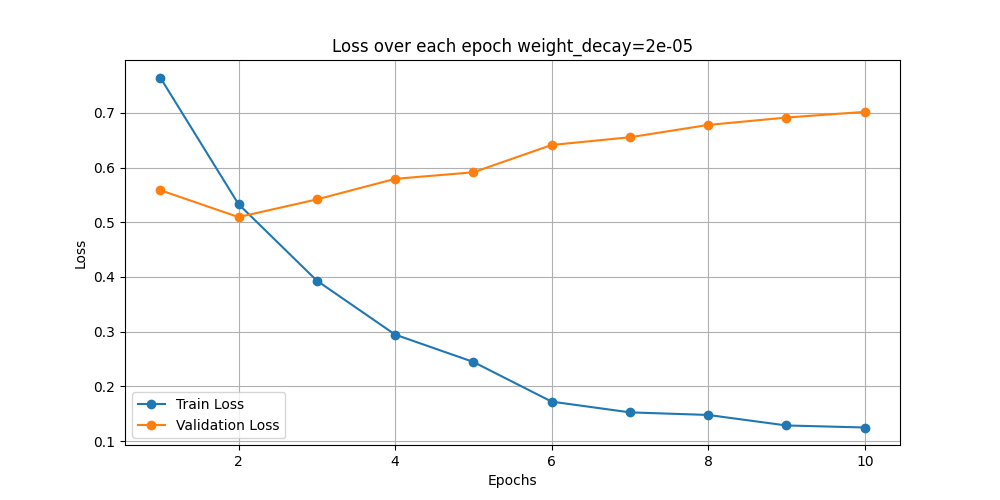 Loss over each epoch weight_decay=2e-05
Loss
0.7
0.6
0.5
0.4
0.3
0.2
0.1
Train Loss
Validation Loss
2 4 6 8 10
Epochs